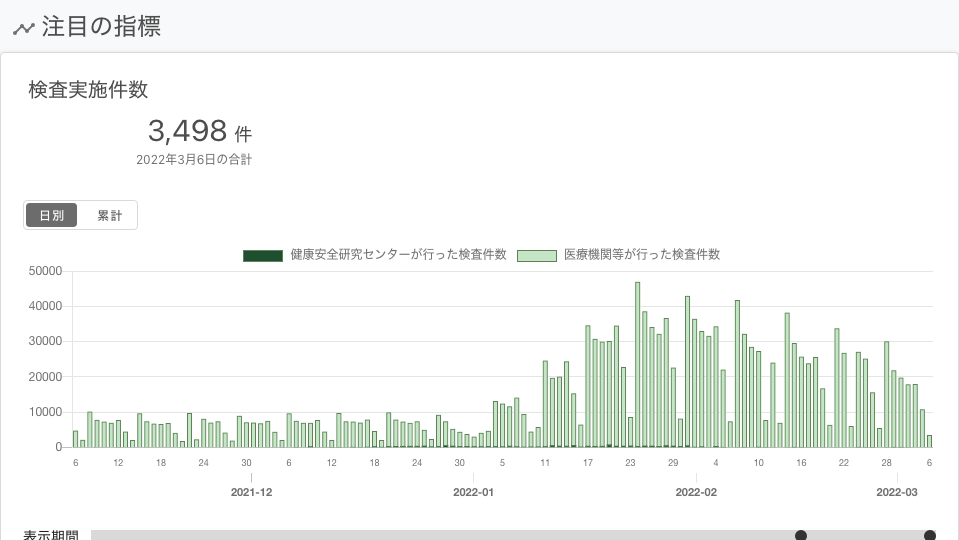 注目の指標
検査実施件数
3,498 件
2022年3月6日の合計
日別 累計
健康安全研究センターが行った検査件数 医療機関等が行った検査件数
50000
40000
30000
20000
10000
0
6 12 18 24 30 6 12 18 24 30 5 11 17 23 29 4 10 16 22 28 6
2021-12 2022-01 2022-02 2022-03
表示期間